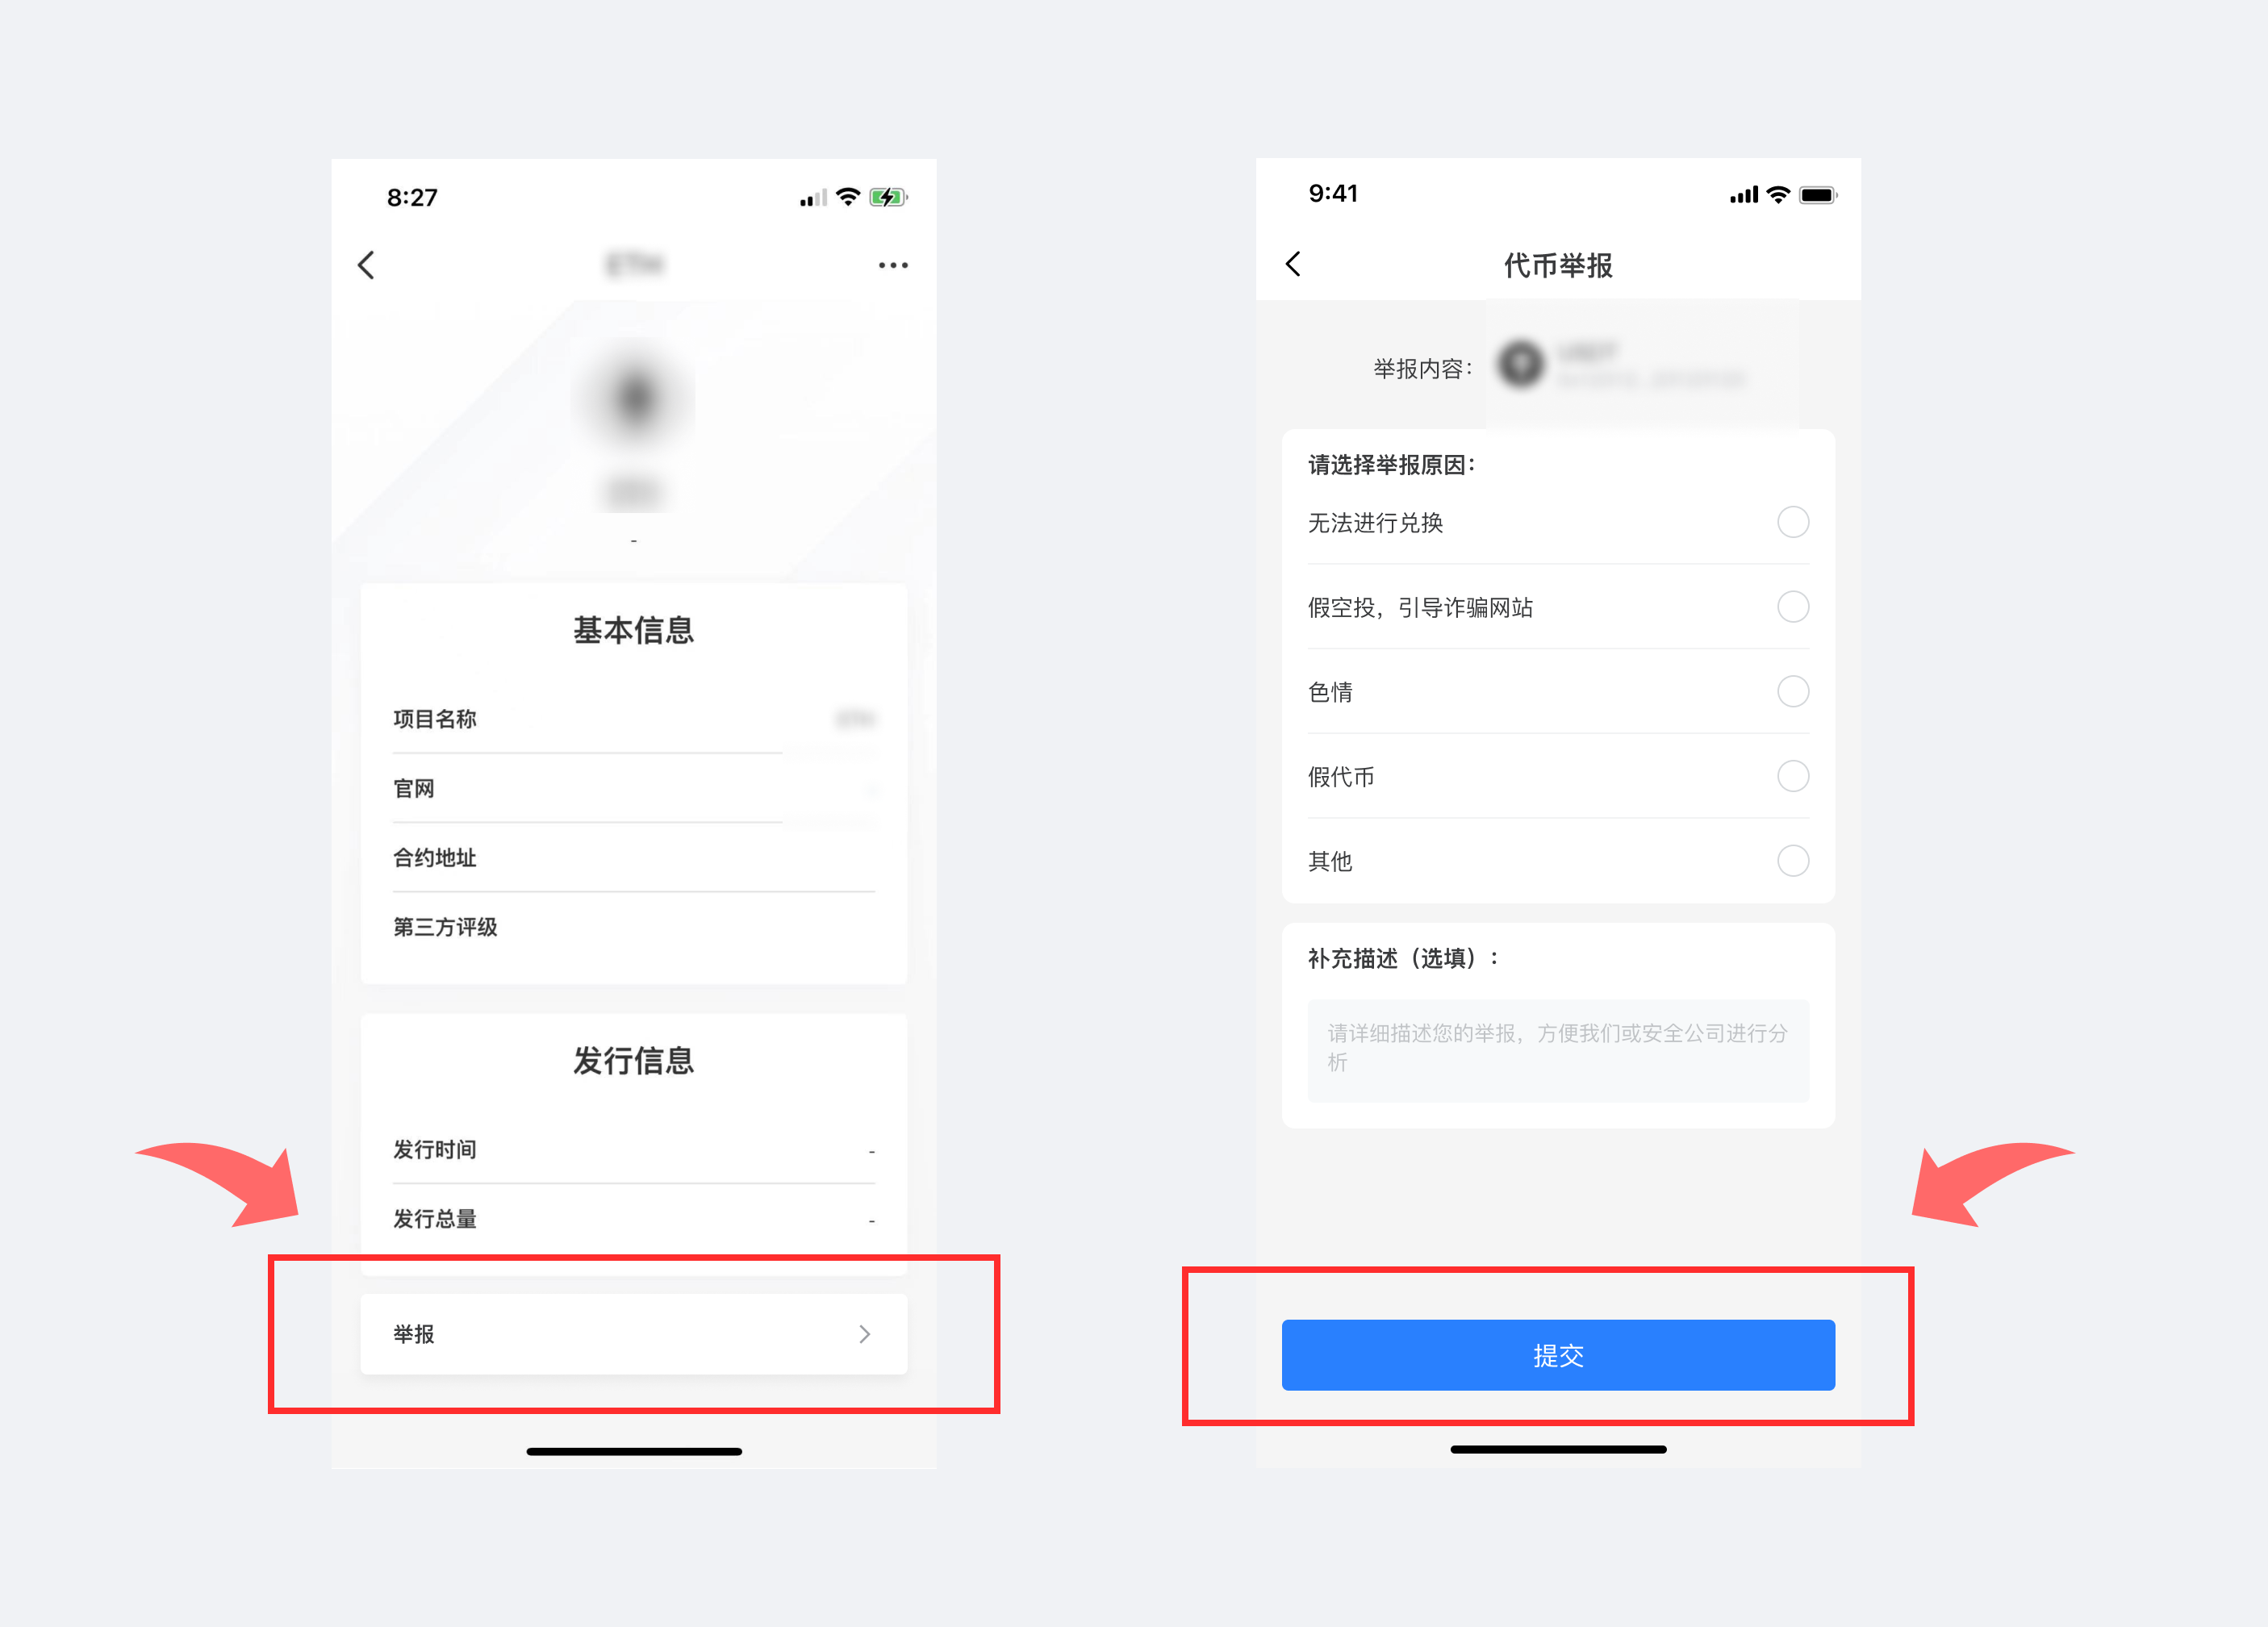 8:27
基本信息
项目名称
官网
合约地址
第三方评级
发行信息
发行时间 -
发行总量 -
举报
9:41
代币举报
举报内容：
请选择举报原因：
无法进行兑换
假空投，引导诈骗网站
色情
假代币
其他
补充描述（选填）：
请详细描述您的举报，方便我们或安全公司进行分
析
提交